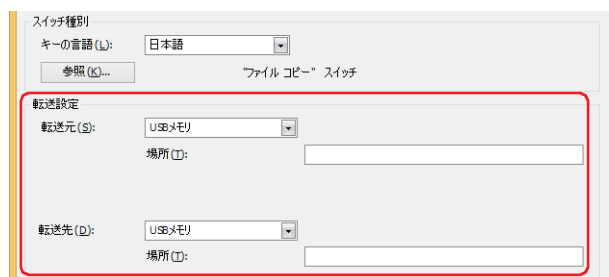 スイッチ種別
キーの言語(L): 日本語
参照(K)... "ファイル コピー" スイッチ
転送設定
転送元(S): USBメモリ
場所(T):
転送先(D): USBメモリ
場所(T):